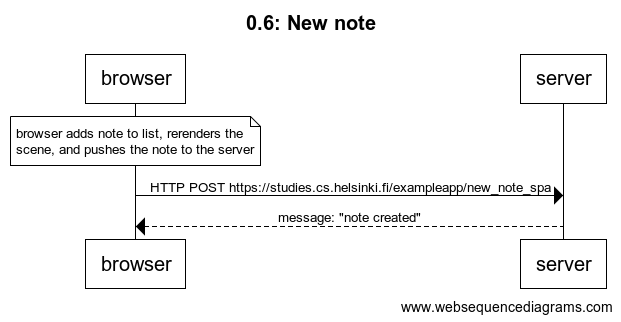 0.6: New note
browser
server
browser adds note to list, rerenders the
scene, and pushes the note to the server
HTTP POST https://studies.cs.helsinki.fi/exampleapp/new_note_spa
message: "note created"
browser
server
www.websequencediagrams.com